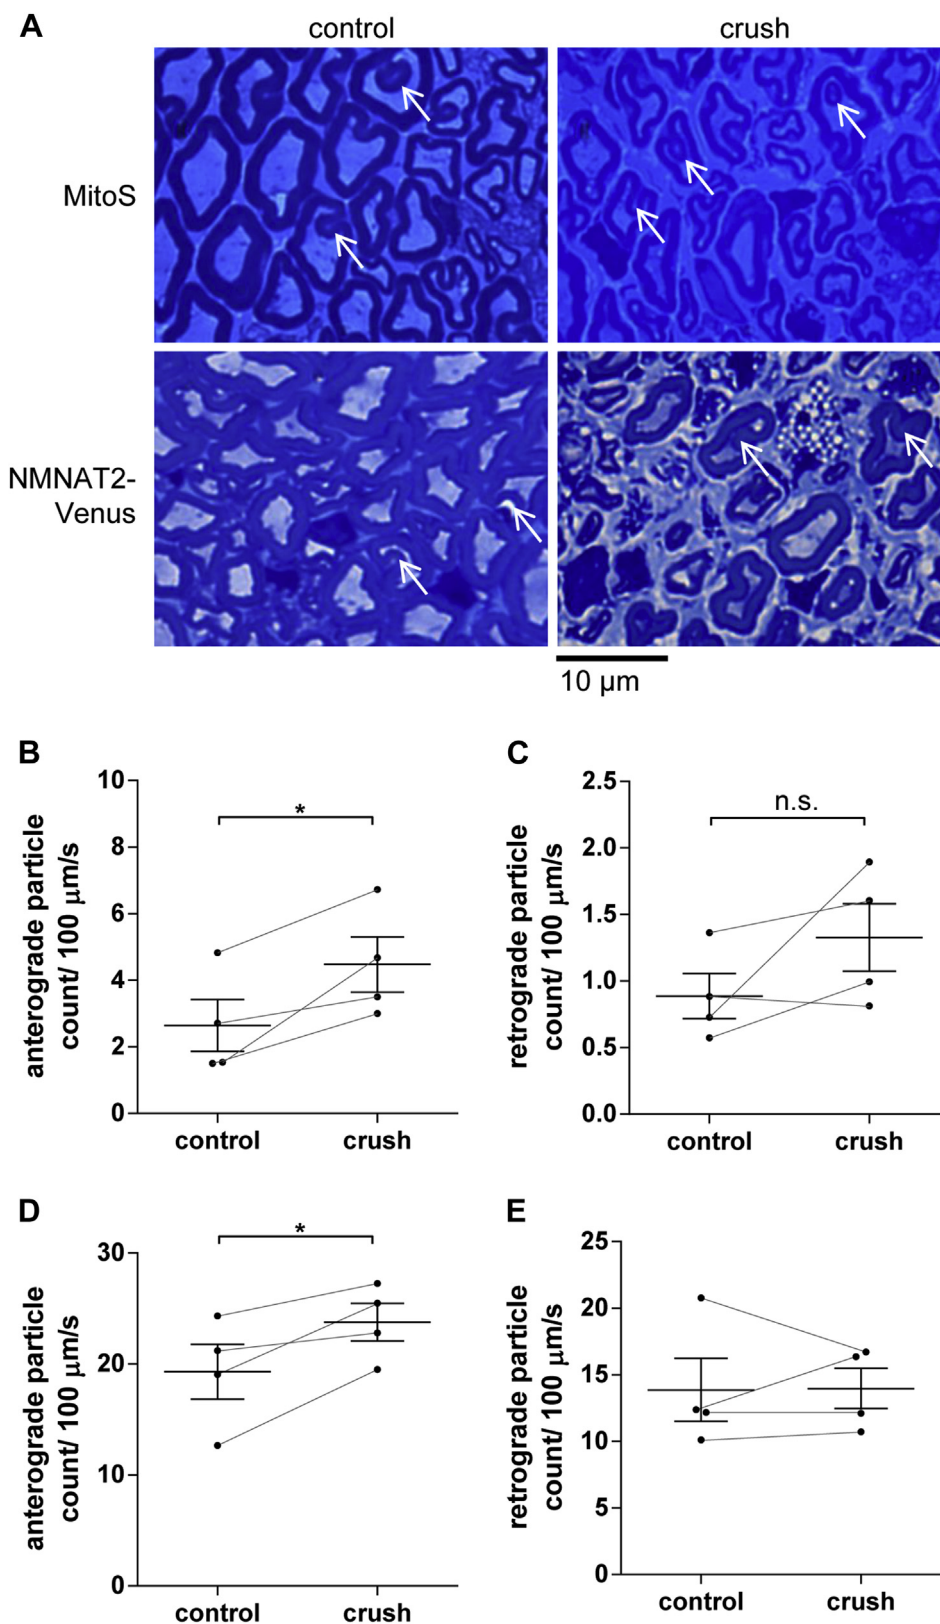 A
control
crush
MitoS
NMNAT2-
Venus
10 µm
B
anterograde particle
count/ 100 µm/s
10
8
6
4
2
0
*
control
crush
C
retrograde particle
count/ 100 µm/s
2.5
2.0
1.5
1.0
0.5
0.0
n.s.
control
crush
D
anterograde particle
count/ 100 µm/s
30
20
10
0
*
control
crush
E
retrograde particle
count/ 100 µm/s
25
20
15
10
5
0
control
crush